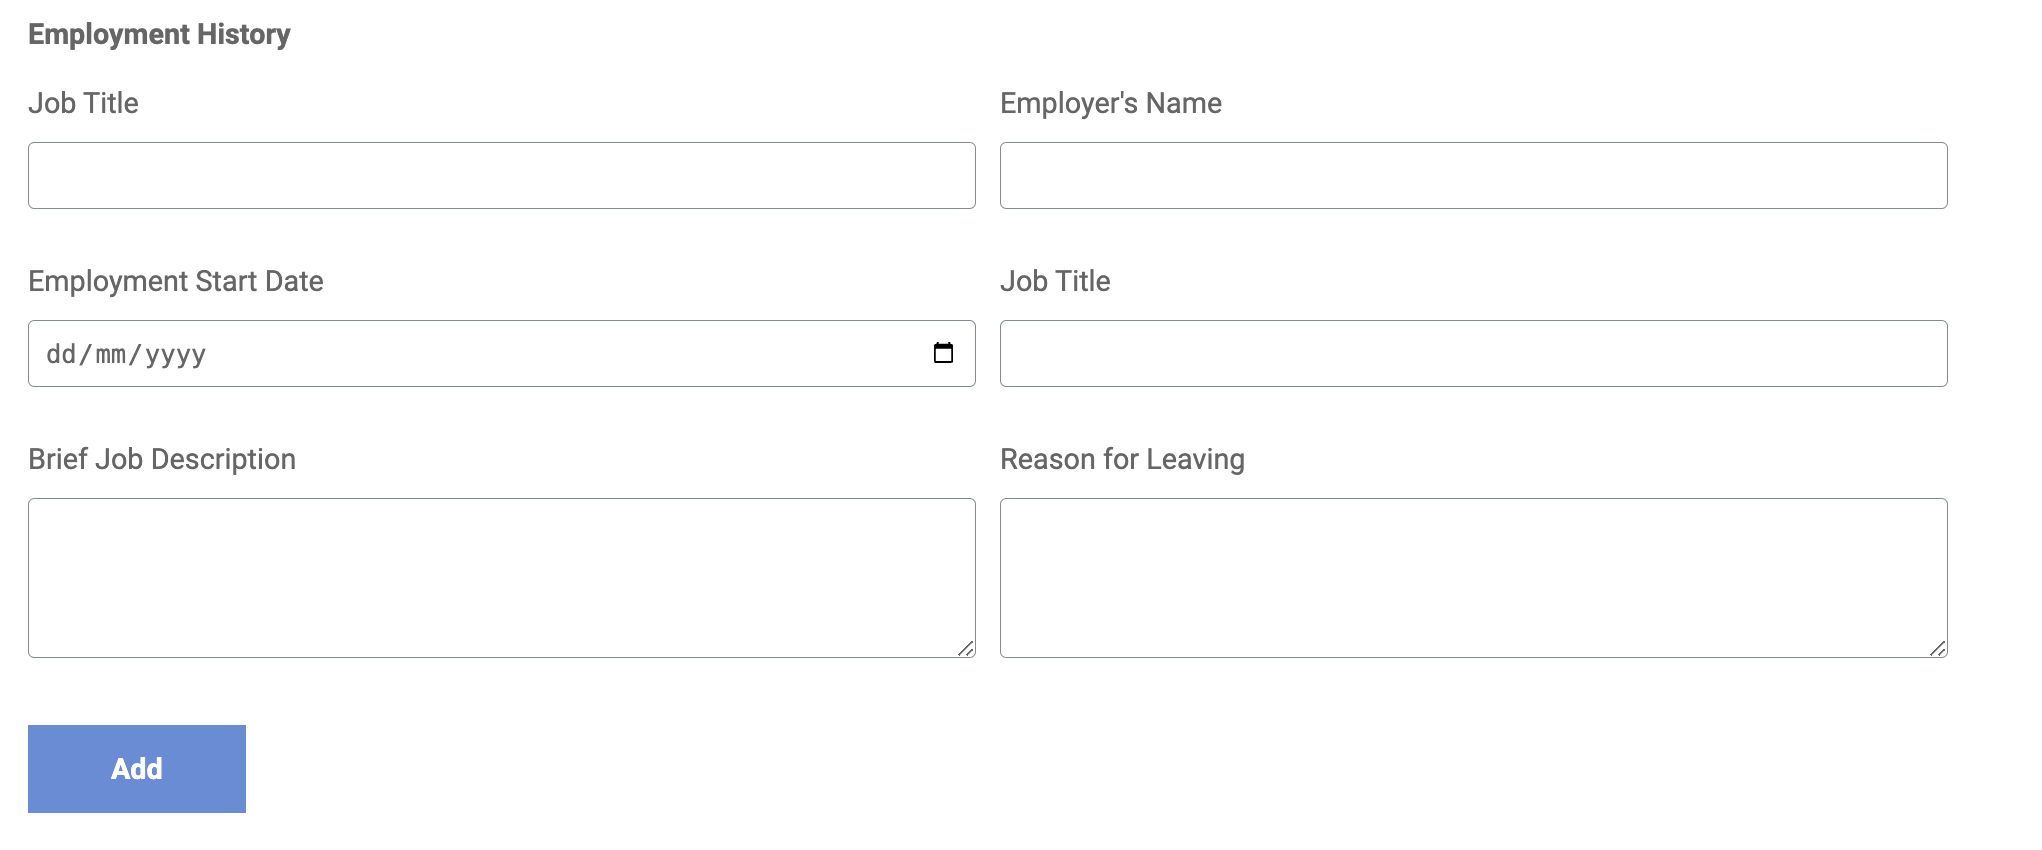 Employment History
Job Title
Employer's Name
Employment Start Date
Job Title
dd/mm/yyyy
Brief Job Description
Reason for Leaving
Add